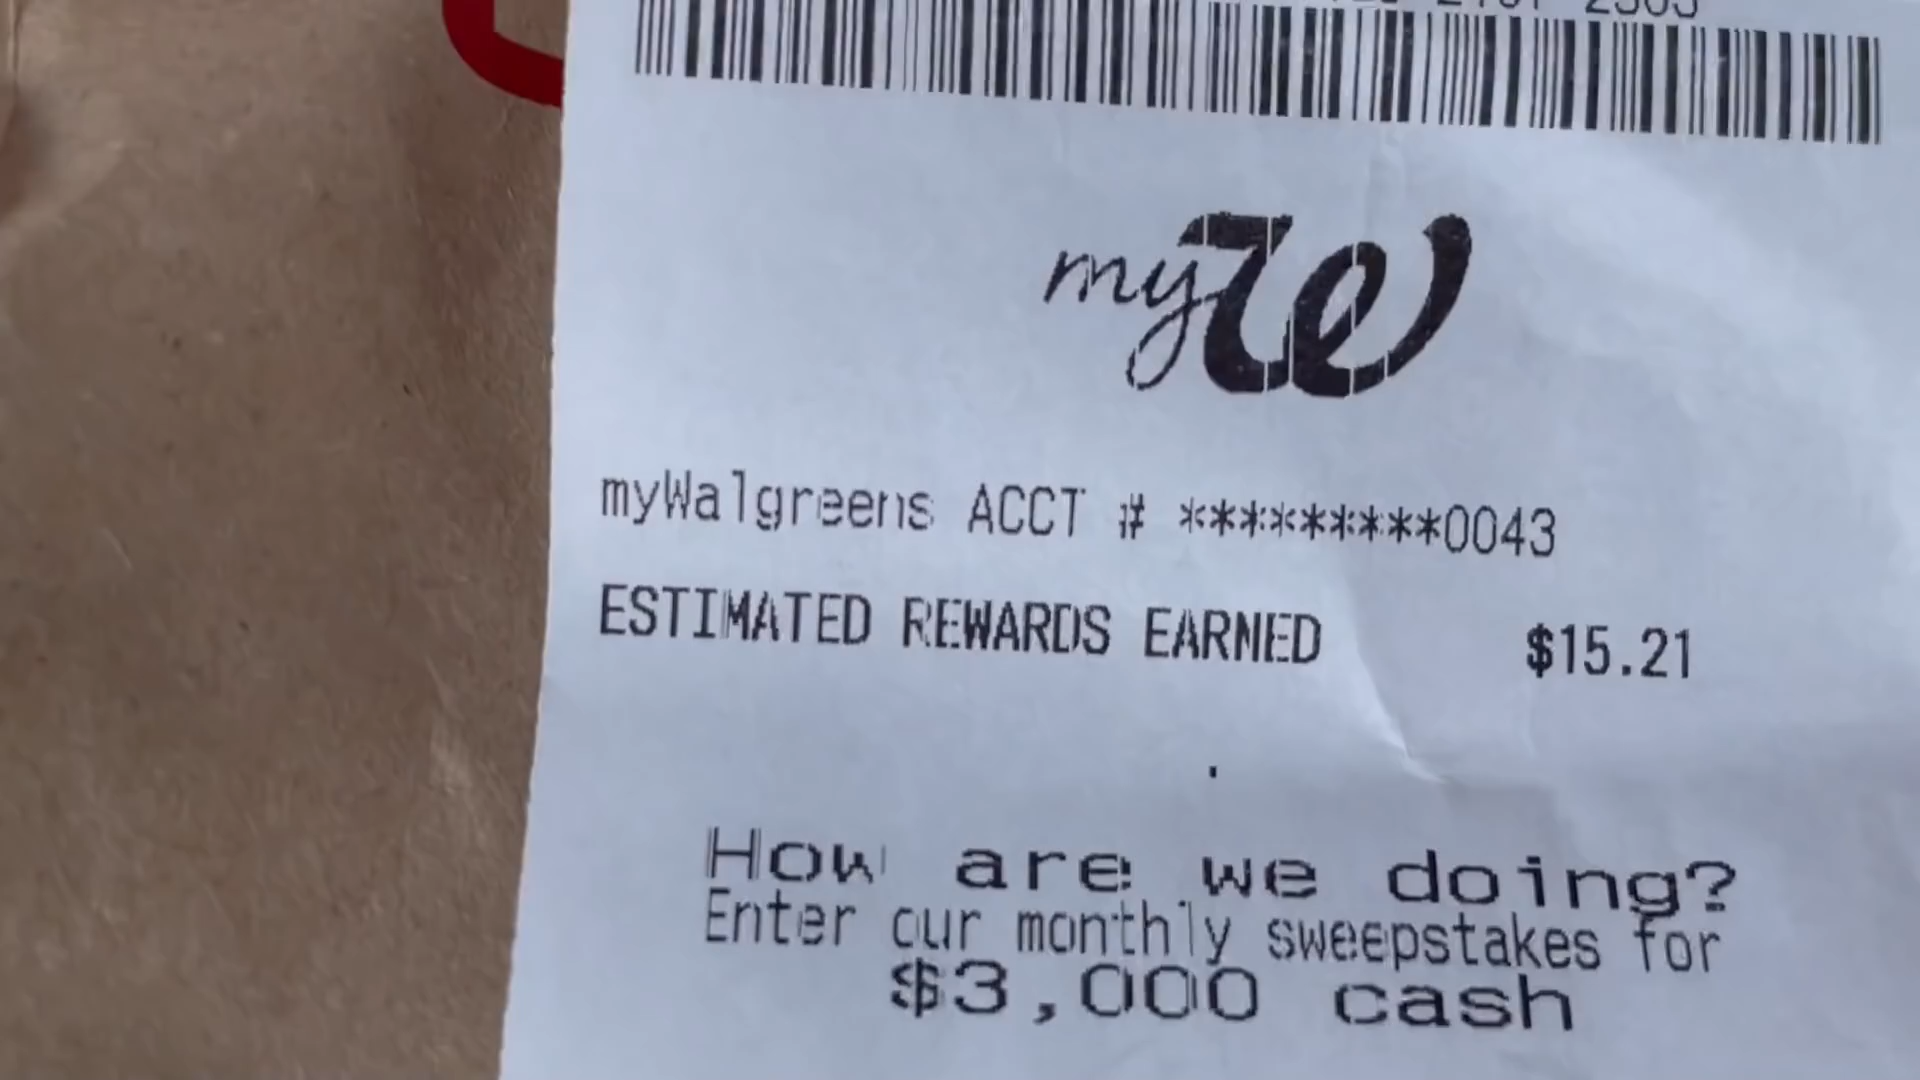 my W
myWalgreens ACCT # *********0043
ESTIMATED REWARDS EARNED $15.21
How are we doing?
Enter our monthly sweepstakes for
$3,000 cash